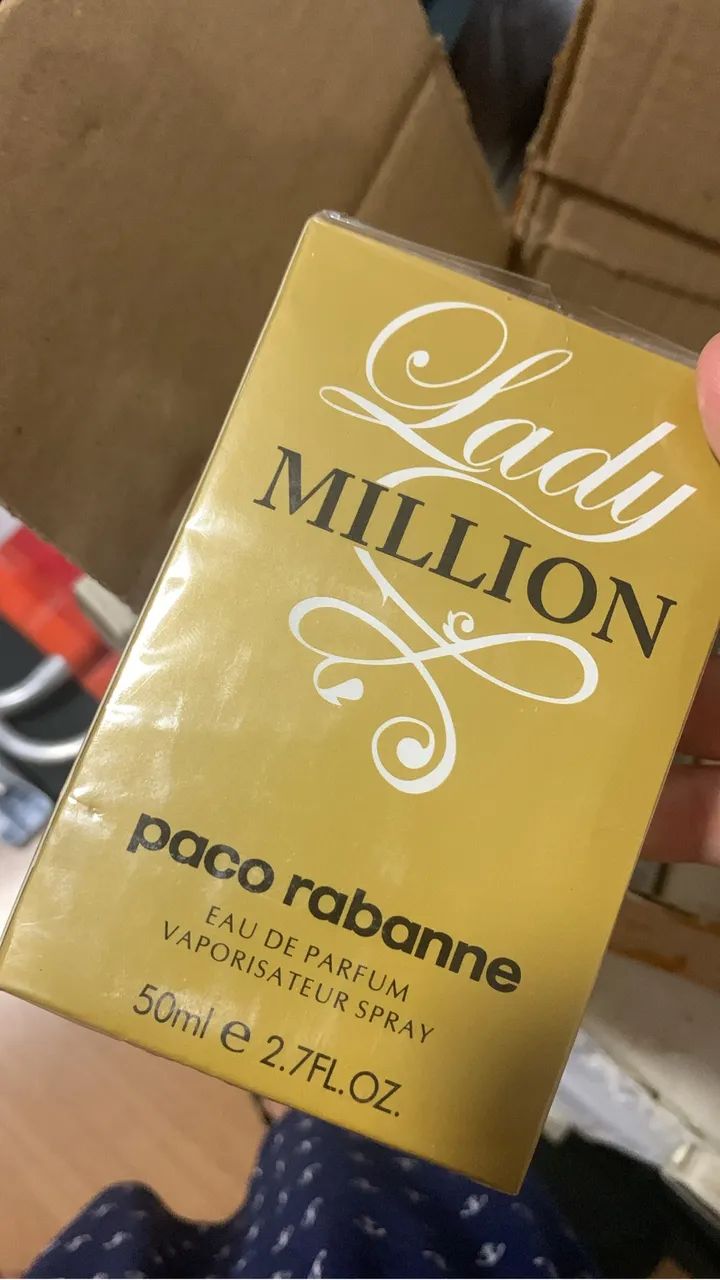 Lady
MILLION
paco rabanne
EAU DE PARFUM
VAPORISATEUR SPRAY
50ml ℮ 2.7FL.OZ.